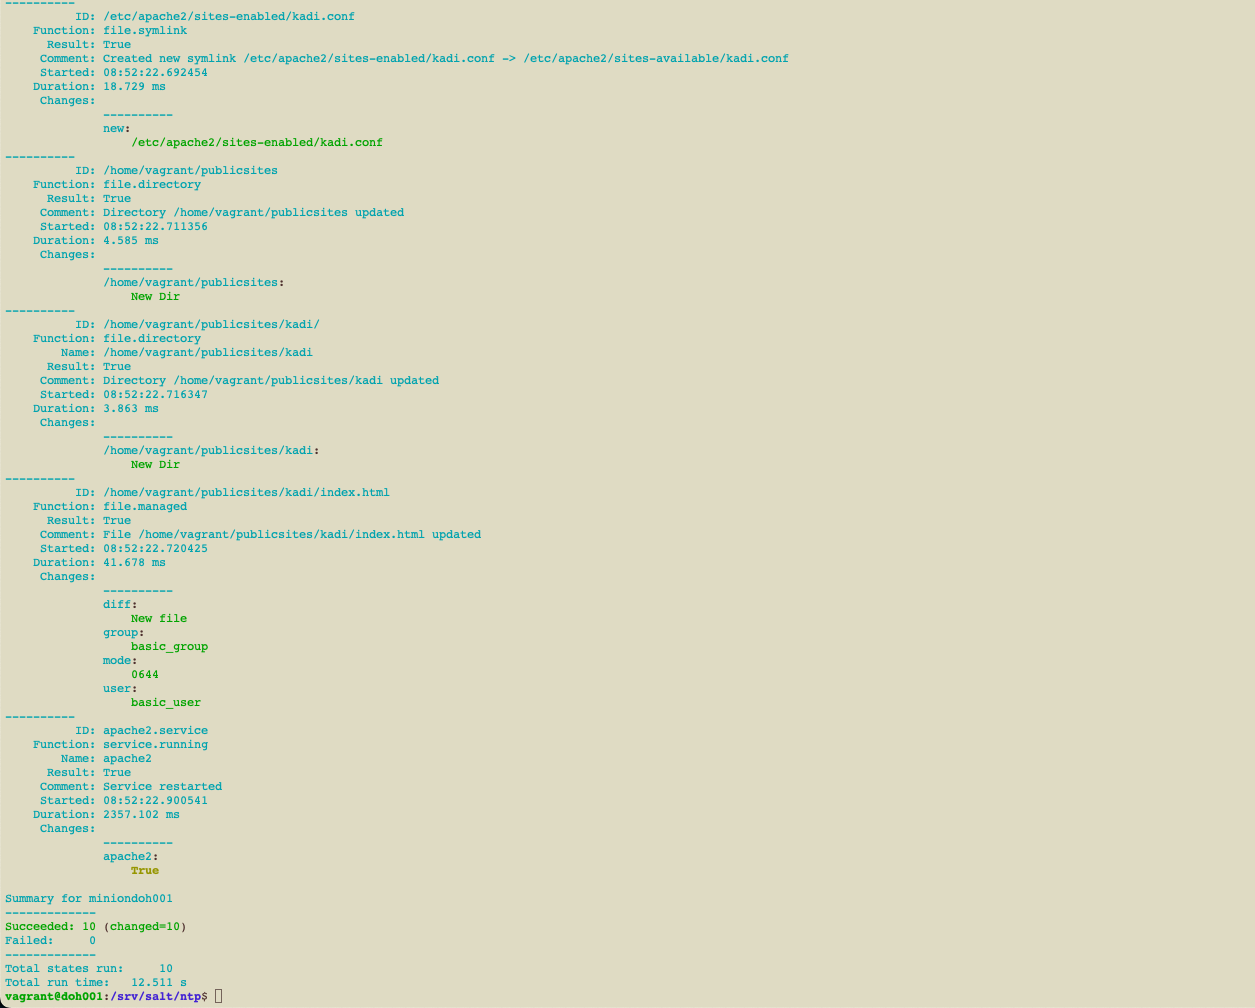 ----------
          ID: /etc/apache2/sites-enabled/kadi.conf
    Function: file.symlink
      Result: True
     Comment: Created new symlink /etc/apache2/sites-enabled/kadi.conf -> /etc/apache2/sites-available/kadi.conf
     Started: 08:52:22.692454
    Duration: 18.729 ms
     Changes:
              ----------
              new:
                  /etc/apache2/sites-enabled/kadi.conf
----------
          ID: /home/vagrant/publicsites
    Function: file.directory
      Result: True
     Comment: Directory /home/vagrant/publicsites updated
     Started: 08:52:22.711356
    Duration: 4.585 ms
     Changes:
              ----------
              /home/vagrant/publicsites:
                  New Dir
----------
          ID: /home/vagrant/publicsites/kadi/
    Function: file.directory
        Name: /home/vagrant/publicsites/kadi
      Result: True
     Comment: Directory /home/vagrant/publicsites/kadi updated
     Started: 08:52:22.716347
    Duration: 3.863 ms
     Changes:
              ----------
              /home/vagrant/publicsites/kadi:
                  New Dir
----------
          ID: /home/vagrant/publicsites/kadi/index.html
    Function: file.managed
      Result: True
     Comment: File /home/vagrant/publicsites/kadi/index.html updated
     Started: 08:52:22.720425
    Duration: 41.678 ms
     Changes:
              ----------
              diff:
                  New file
              group:
                  basic_group
              mode:
                  0644
              user:
                  basic_user
----------
          ID: apache2.service
    Function: service.running
        Name: apache2
      Result: True
     Comment: Service restarted
     Started: 08:52:22.900541
    Duration: 2357.102 ms
     Changes:
              ----------
              apache2:
                  True
Summary for miniondoh001
-------------
Succeeded: 10 (changed=10)
Failed:     0
-------------
Total states run:     10
Total run time:   12.511 s
vagrant@doh001:/srv/salt/ntp$